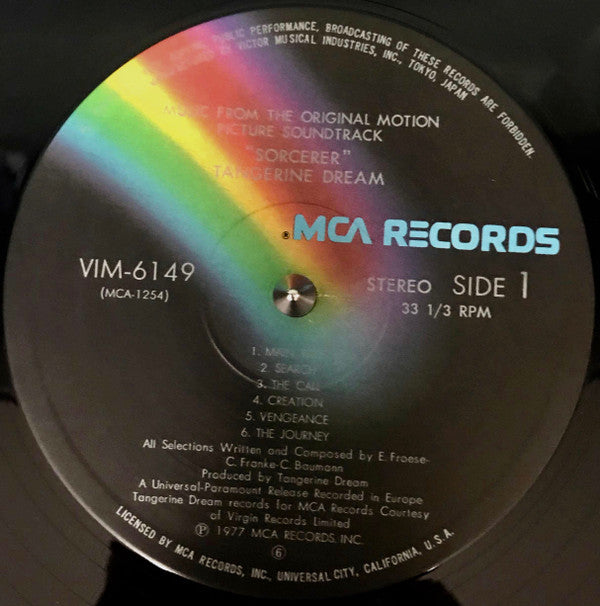 PUBLIC PERFORMANCE, BROADCASTING OF THESE RECORDS ARE FORBIDDEN.
BY VICTOR MUSICAL INDUSTRIES, INC., TOKYO, JAPAN
MUSIC FROM THE ORIGINAL MOTION
PICTURE SOUNDTRACK
"SORCERER"
TANGERINE DREAM
®MCA RECORDS
VIM-6149
(MCA-1254)
STEREO SIDE 1
33 1/3 RPM
1. MAIN
2. SEARCH
3. THE CALL
4. CREATION
5. VENGEANCE
6. THE JOURNEY
All Selections Written and Composed by E. Froese-
C. Franke-C. Baumann
Produced by Tangerine Dream
A Universal-Paramount Release Recorded in Europe
Tangerine Dream records for MCA Records Courtesy
of Virgin Records Limited
Ⓟ 1977 MCA RECORDS, INC.
⑥
LICENSED BY MCA RECORDS, INC., UNIVERSAL CITY, CALIFORNIA, U.S.A.